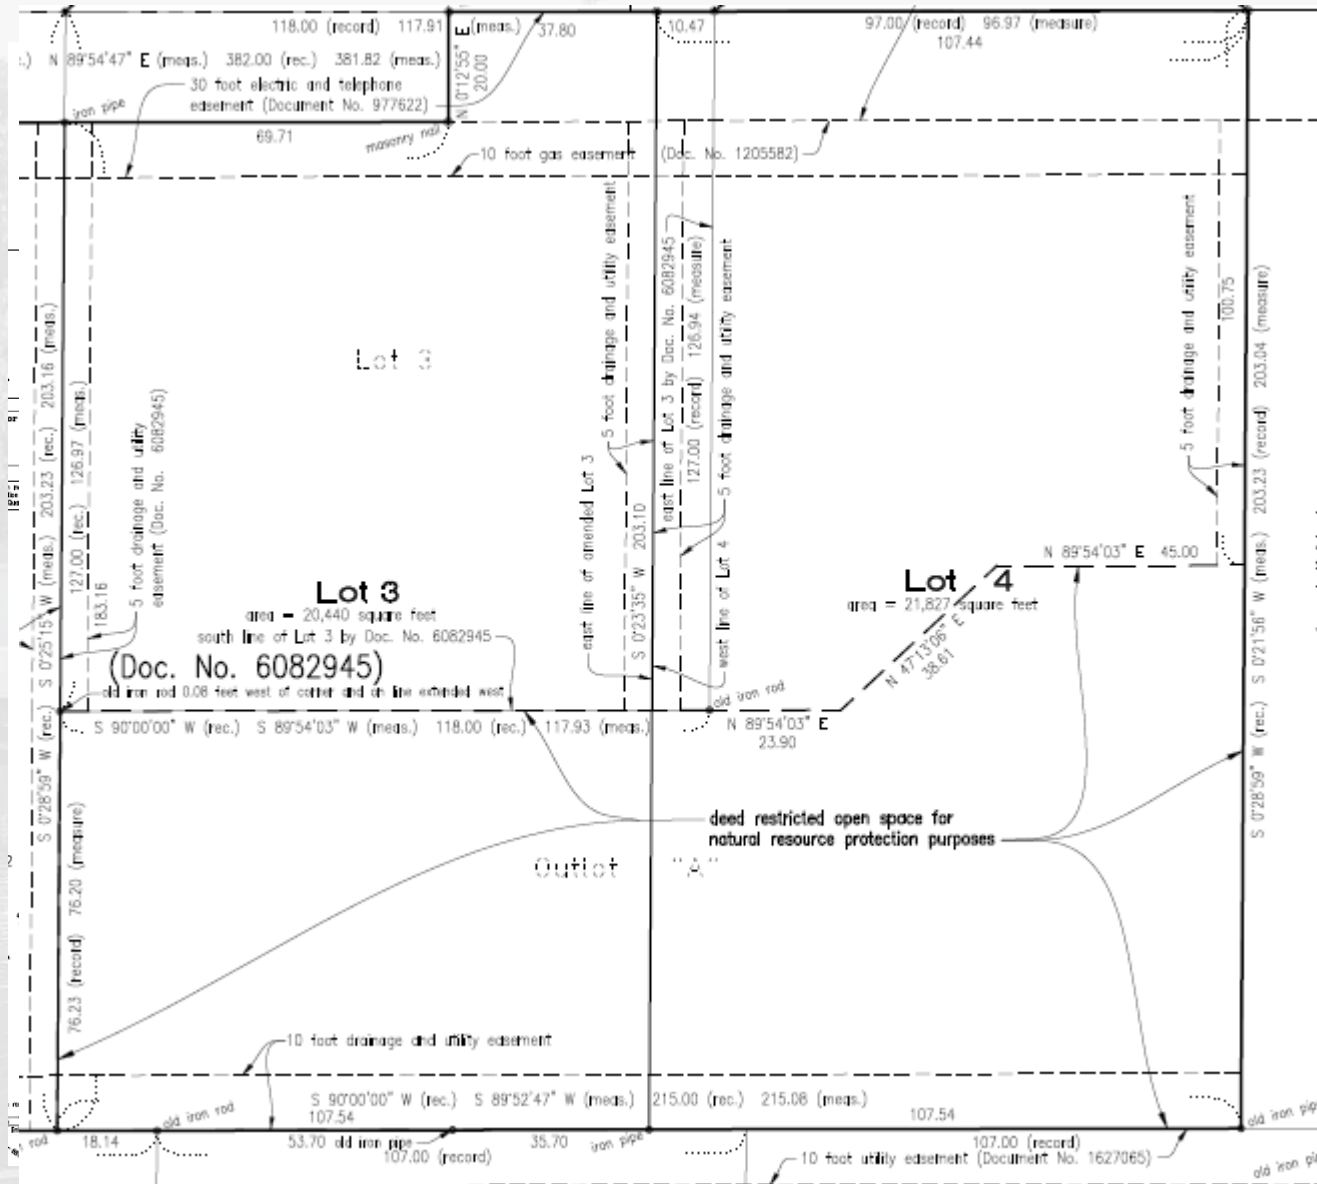 118.00 (record) 117.91 (meas.)
37.80
10.47
97.00 (record) 96.97 (measure)
107.44
N 89°54'47" E (meas.) 382.00 (rec.) 381.82 (meas.)
N 0°12'55" E
20.00
30 foot electric and telephone
easement (Document No. 977622)
iron pipe
69.71
masonry nail
10 foot gas easement (Doc. No. 1205582)
Lot 3
5 foot drainage and utility easement
east line of Lot 3 by Doc. No. 6082945
127.00 (record) 126.94 (measure)
5 foot drainage and utility easement
5 foot drainage and utility easement
100.75
S 0°28'59" W (rec.) S 0°21'56" W (meas.) 203.23 (record) 203.04 (measure)
S 0°28'59" W (rec.) S 0°25'15" W (meas.) 203.23 (rec.) 203.16 (meas.)
127.00 (rec.) 126.97 (meas.)
183.16
5 foot drainage and utility
easement (Doc. No. 6082945)
east line of amended Lot 3
S 0°23'35" W 203.10
west line of Lot 4
N 89°54'03" E 45.00
Lot 3
area = 20,440 square feet
south line of Lot 3 by Doc. No. 6082945
(Doc. No. 6082945)
old iron rod 0.08 feet west of corner and on line extended west
Lot 4
area = 21,827 square feet
N 47°13'06" E
38.61
old iron rod
S 90°00'00" W (rec.) S 89°54'03" W (meas.) 118.00 (rec.) 117.93 (meas.)
N 89°54'03" E
23.90
76.23 (record) 76.20 (measure)
deed restricted open space for
natural resource protection purposes
Outlot "A"
10 foot drainage and utility easement
S 90°00'00" W (rec.) S 89°52'47" W (meas.) 215.00 (rec.) 215.08 (meas.)
107.54
107.54
old iron rod
old iron pipe
rod
18.14
53.70
old iron pipe
35.70
iron pipe
107.00 (record)
107.00 (record)
10 foot utility easement (Document No. 1627065)
old iron